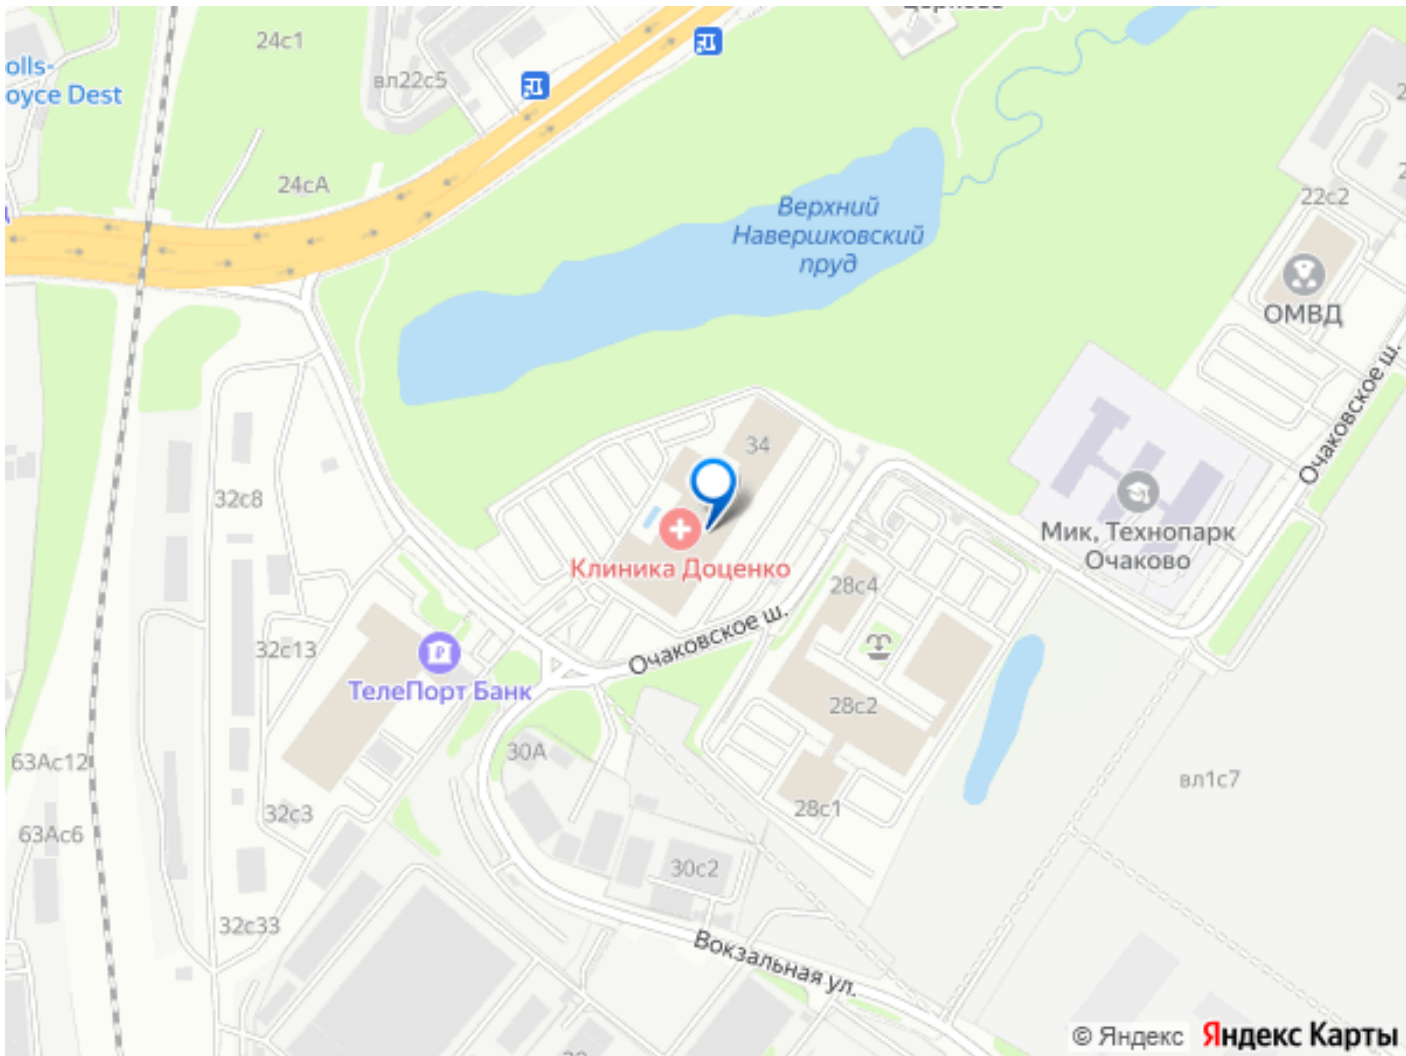 24с1
вл22с5
olls-
oyce Dest
24сА
Верхний
Навершковский
пруд
22с2
ОМВД
Очаковское ш.
34
32с8
Клиника Доценко
Мик, Технопарк
Очаково
28с4
Очаковское ш.
32с13
ТелеПорт Банк
28с2
30А
63Ас12
вл1с7
28с1
32с3
63Ас6
30с2
32с33
Вокзальная ул.
© Яндекс Яндекс Карты